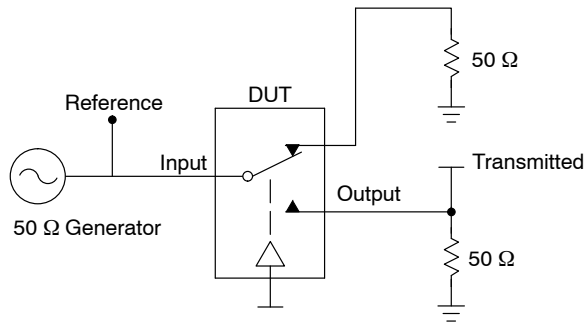 50 Ω
DUT
Reference
Input
Transmitted
Output
50 Ω Generator
50 Ω